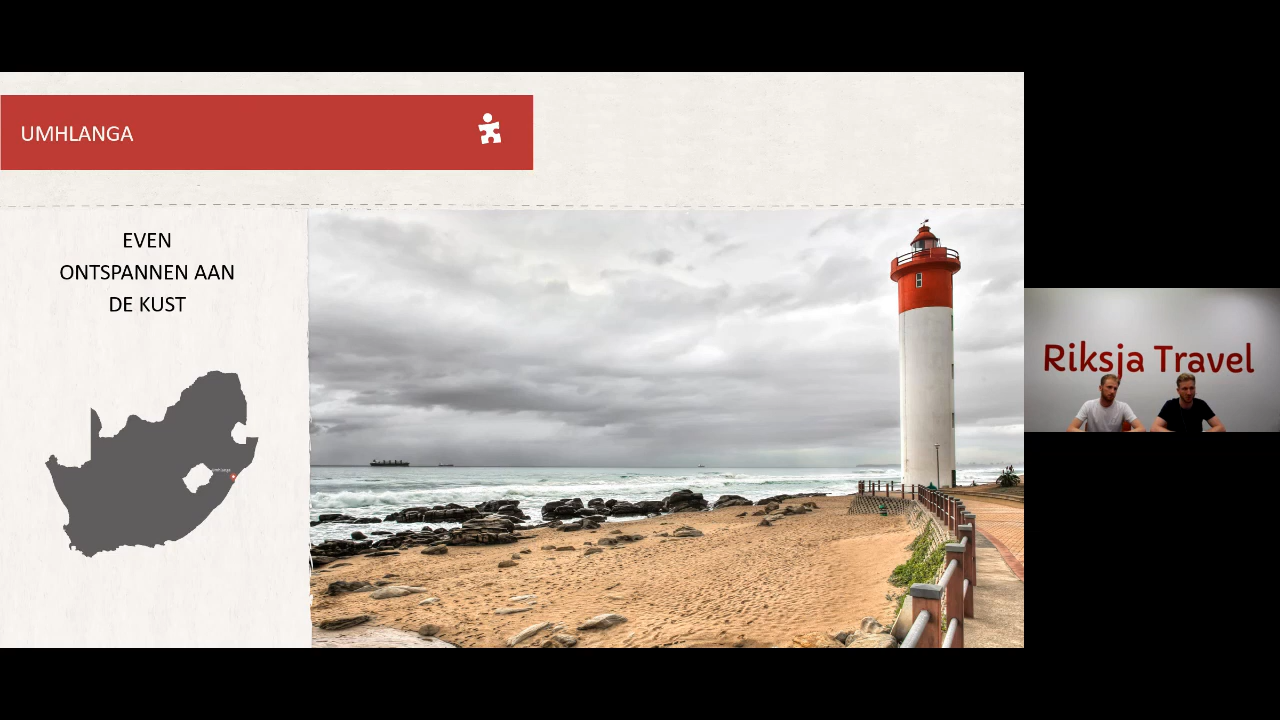 UMHLANGA
EVEN
ONTSPANNEN AAN
DE KUST
Riksja Travel